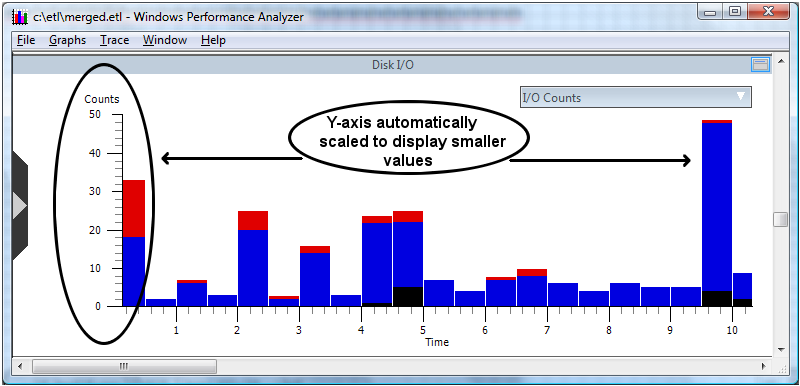 c:\etl\merged.etl - Windows Performance Analyzer
File Graphs Trace Window Help
Disk I/O
Counts
I/O Counts
Y-axis automatically
scaled to display smaller
values
50
40
30
20
10
0
1 2 3 4 5 6 7 8 9 10
Time